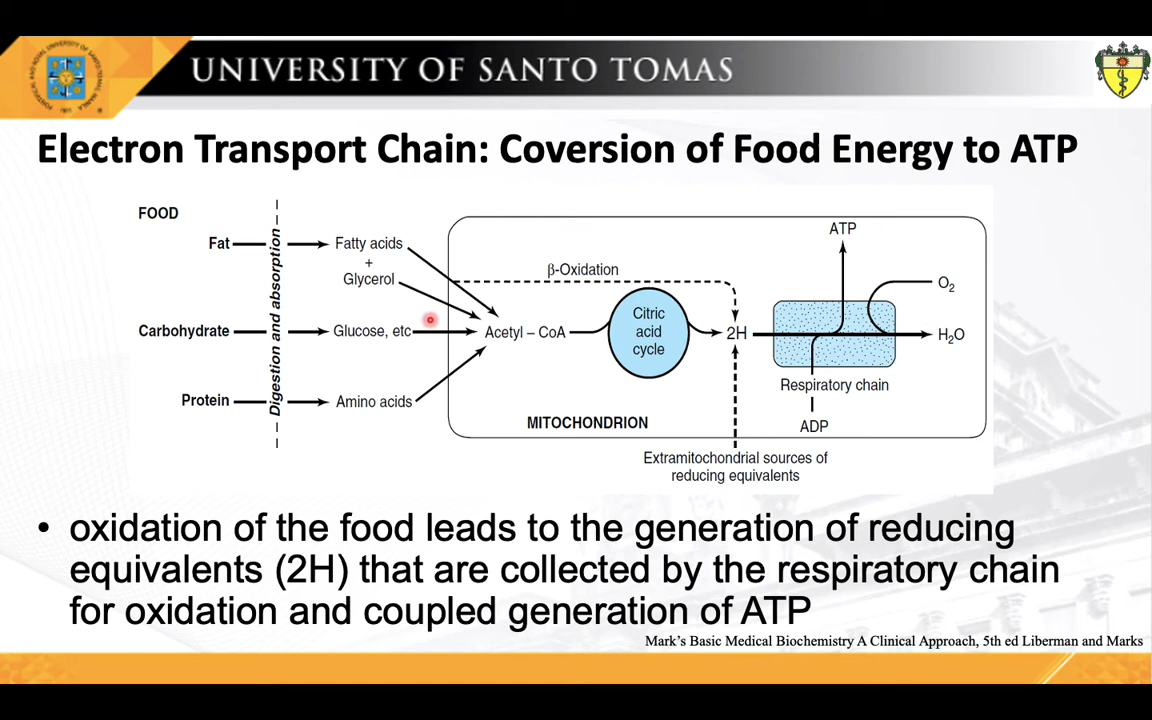 UNIVERSITY OF SANTO TOMAS
Electron Transport Chain: Coversion of Food Energy to ATP
FOOD
Fat
Carbohydrate
Protein
Digestion and absorption
Fatty acids
+
Glycerol
Glucose, etc
Amino acids
β-Oxidation
Acetyl – CoA
Citric
acid
cycle
2H
MITOCHONDRION
ATP
O₂
H₂O
Respiratory chain
ADP
Extramitochondrial sources of
reducing equivalents
• oxidation of the food leads to the generation of reducing
equivalents (2H) that are collected by the respiratory chain
for oxidation and coupled generation of ATP
Mark's Basic Medical Biochemistry A Clinical Approach, 5th ed Liberman and Marks